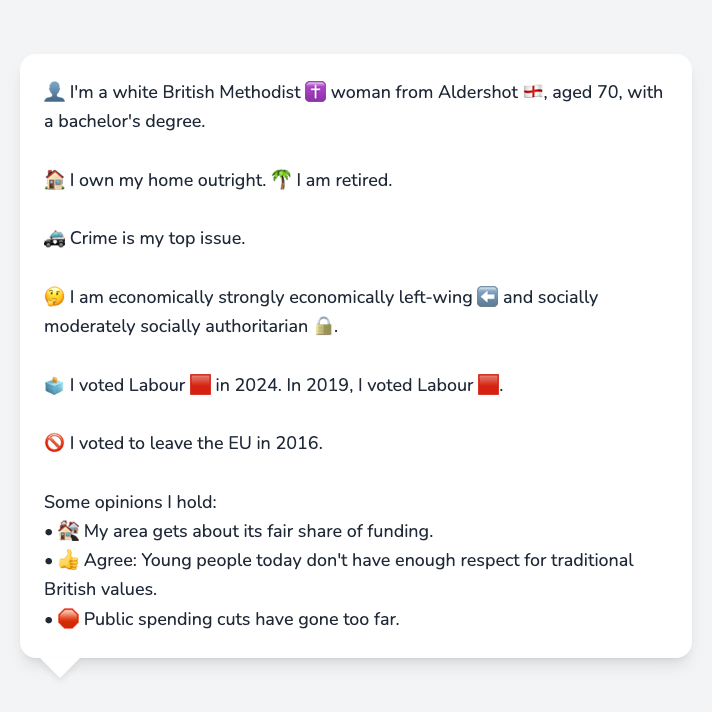 👤 I'm a white British Methodist ✝️ woman from Aldershot 🏴󠁧󠁢󠁥󠁮󠁧󠁿, aged 70, with
a bachelor's degree.
🏠 I own my home outright. 🌴 I am retired.
🚓 Crime is my top issue.
🤔 I am economically strongly economically left-wing ⬅️ and socially
moderately socially authoritarian 🔒.
🗳️ I voted Labour 🟥 in 2024. In 2019, I voted Labour 🟥.
🚫 I voted to leave the EU in 2016.
Some opinions I hold:
• 🏘️ My area gets about its fair share of funding.
• 👍 Agree: Young people today don't have enough respect for traditional
British values.
• 🛑 Public spending cuts have gone too far.